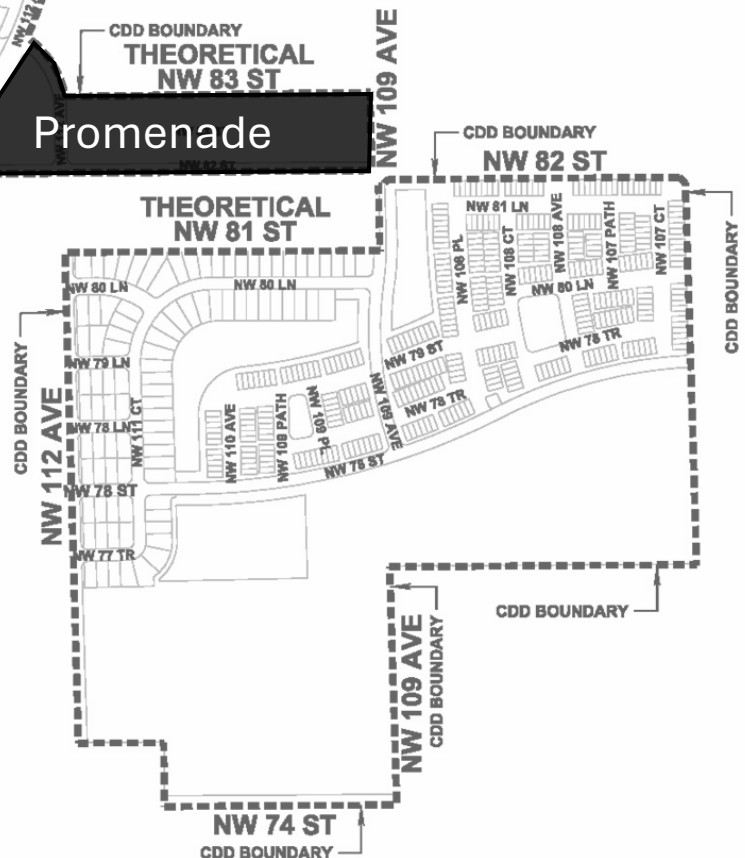 NW 112
CDD BOUNDARY
THEORETICAL
NW 83 ST
NW 109 AVE
Promenade
NW 82 ST
CDD BOUNDARY
NW 82 ST
THEORETICAL
NW 81 ST
NW 81 LN
NW 108 AVE
NW 107 PATH
NW 107 CT
NW 108 PL
NW 108 CT
CDD BOUNDARY
NW 80 LN
NW 80 LN
NW 80 LN
NW 79 LN
NW 79 ST
NW 78 TR
CDD BOUNDARY
NW 112 AVE
NW 78 LN
NW 111 CT
NW 110 AVE
NW 109 PATH
NW 109 PL
NW 109 AVE
NW 78 TR
NW 78 ST
NW 78 ST
NW 77 TR
CDD BOUNDARY
NW 109 AVE
CDD BOUNDARY
NW 74 ST
CDD BOUNDARY